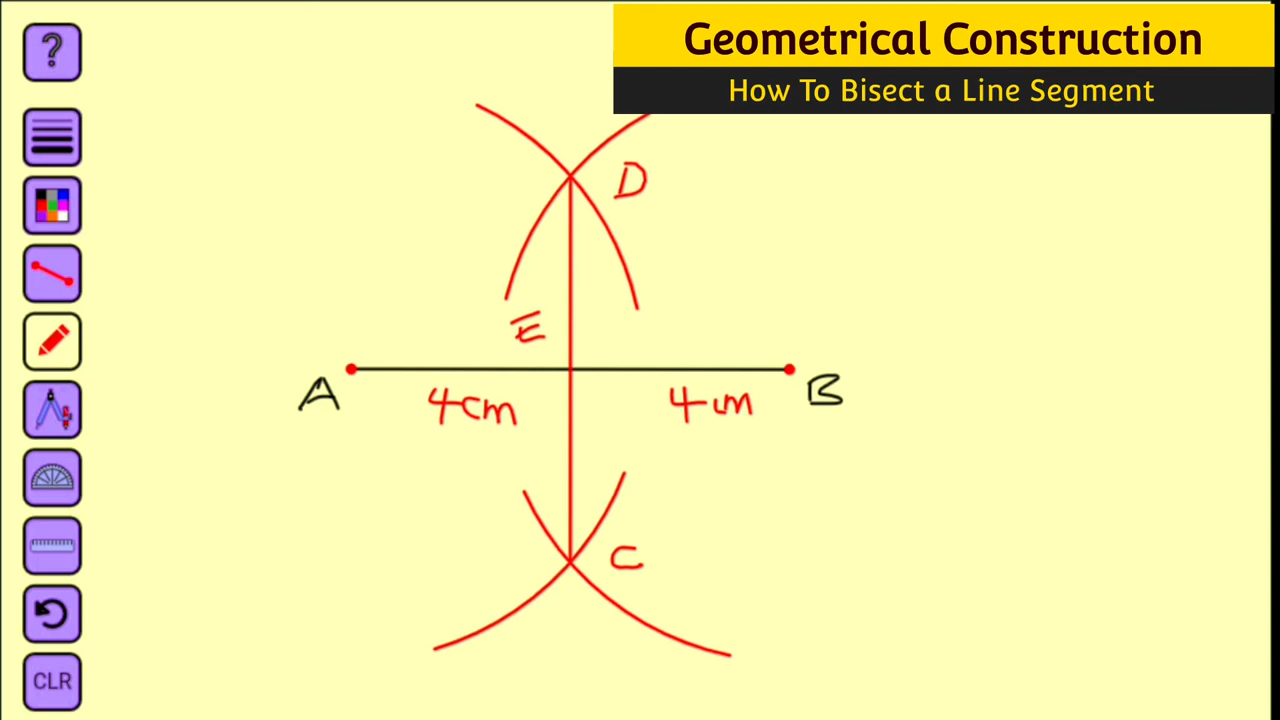 ?
Geometrical Construction
How To Bisect a Line Segment
D
E
A
4cm
4cm
B
C
CLR